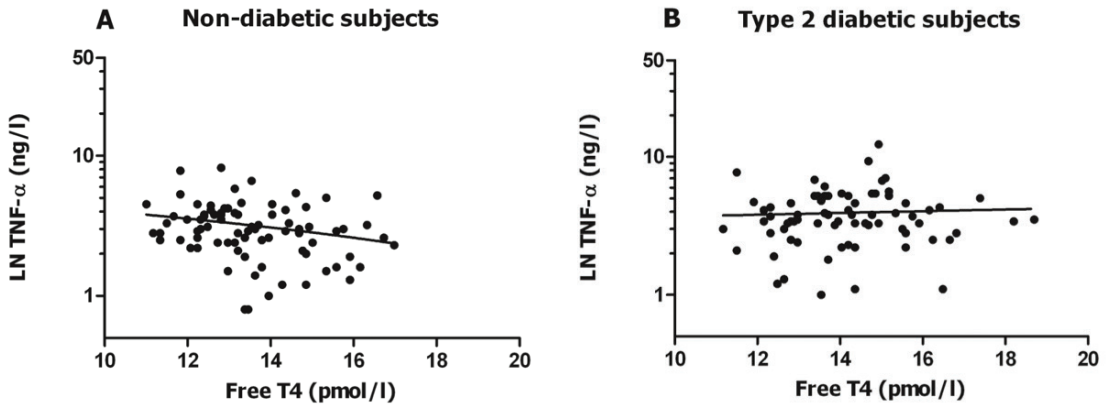 A Non-diabetic subjects
50
10
1
LN TNF-α (ng/l)
10 12 14 16 18 20
Free T4 (pmol/l)
B Type 2 diabetic subjects
50
10
1
LN TNF-α (ng/l)
10 12 14 16 18 20
Free T4 (pmol/l)